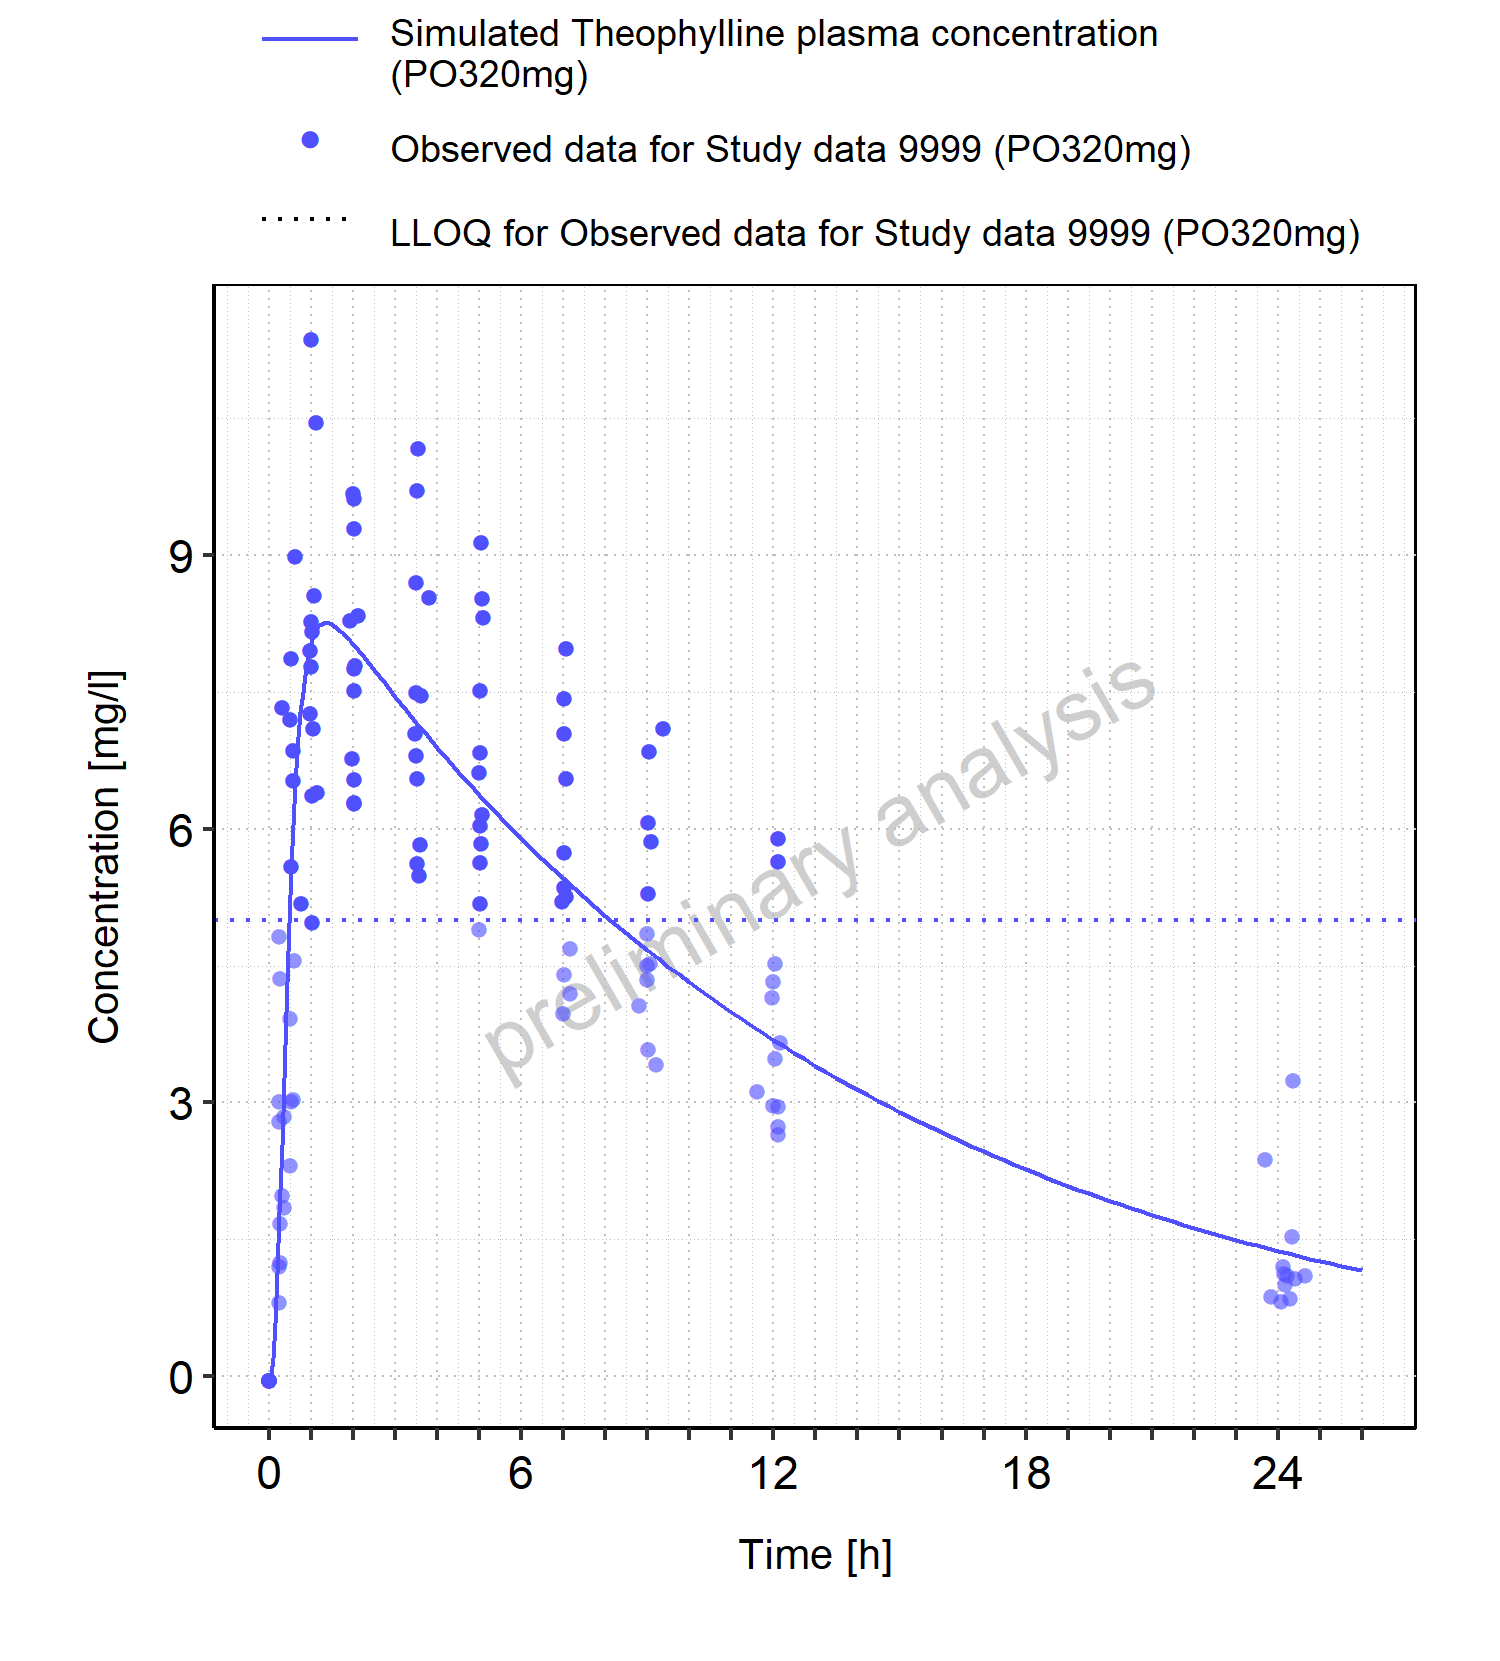 Simulated Theophylline plasma concentration
(PO320mg)
Observed data for Study data 9999 (PO320mg)
LLOQ for Observed data for Study data 9999 (PO320mg)
Concentration [mg/l]
9
6
3
0
preliminary analysis
0 6 12 18 24
Time [h]